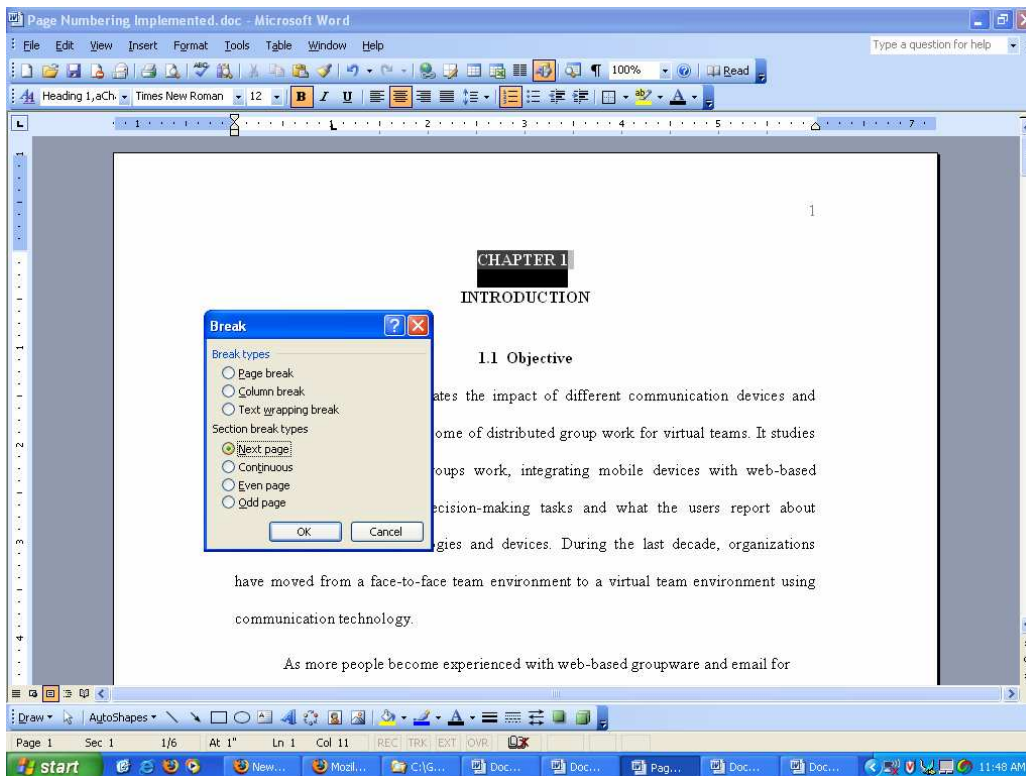 Page Numbering Implemented.doc - Microsoft Word
File Edit View Insert Format Tools Table Window Help
Type a question for help
100% Read
Heading 1,aCh Times New Roman 12 B I U
1 1 2 3 4 5 7
1
CHAPTER 1
INTRODUCTION
Break
Break types
Page break
Column break
Text wrapping break
Section break types
Next page
Continuous
Even page
Odd page
OK Cancel
1.1 Objective
ates the impact of different communication devices and
ome of distributed group work for virtual teams. It studies
oups work, integrating mobile devices with web-based
ecision-making tasks and what the users report about
gies and devices. During the last decade, organizations
have moved from a face-to-face team environment to a virtual team environment using
communication technology.
As more people become experienced with web-based groupware and email for
Draw AutoShapes
Page 1 Sec 1 1/6 At 1" Ln 1 Col 11 REC TRK EXT OVR
start New... Mozil... C:\G... Doc... Doc... Pag... Doc... Doc... 11:48 AM